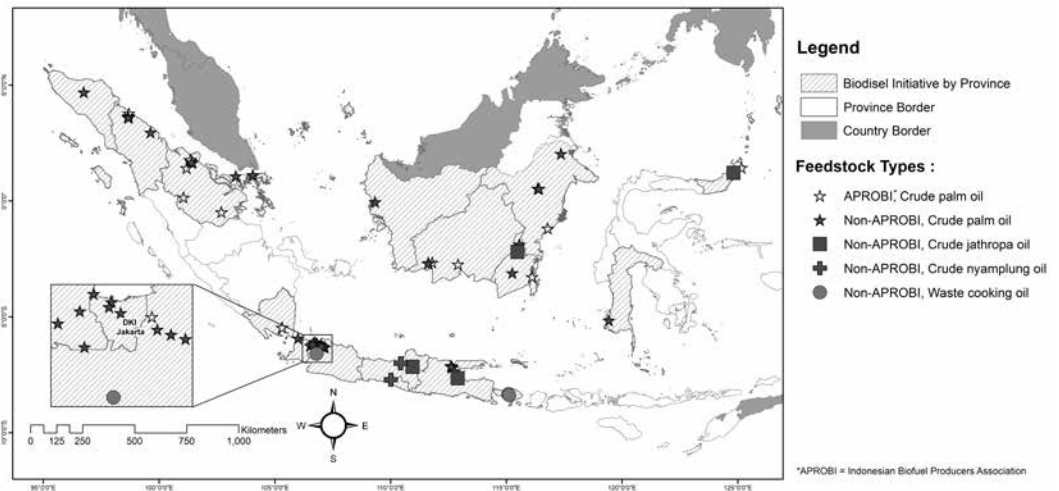 Legend
Biodisel Initiative by Province
Province Border
Country Border
Feedstock Types :
APROBI,* Crude palm oil
Non-APROBI, Crude palm oil
Non-APROBI, Crude jathropa oil
Non-APROBI, Crude nyamplung oil
Non-APROBI, Waste cooking oil
DKI
Jakarta
N
W E
S
Kilometers
0 125 250 500 750 1,000
95°0'0"E 100°0'0"E 105°0'0"E 110°0'0"E 115°0'0"E 120°0'0"E 125°0'0"E
*APROBI = Indonesian Biofuel Producers Association